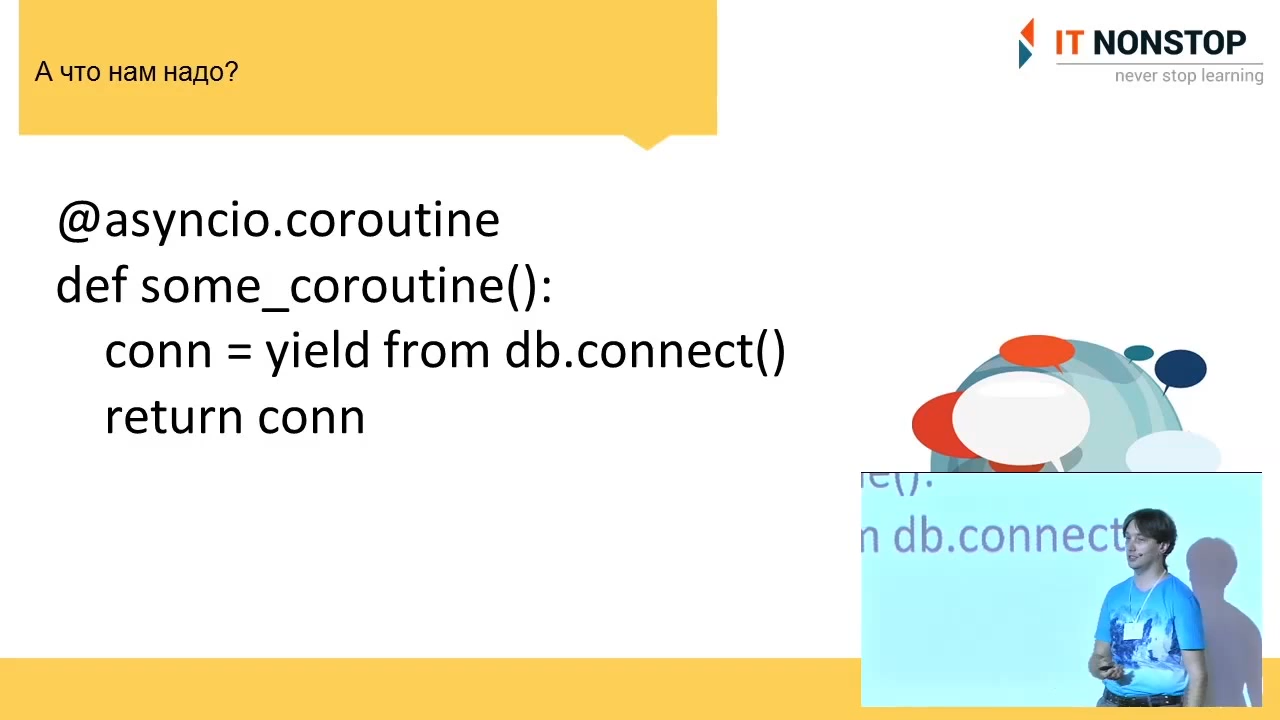 А что нам надо?
IT NONSTOP
never stop learning
@asyncio.coroutine
def some_coroutine():
conn = yield from db.connect()
return conn
ne():
m db.connect